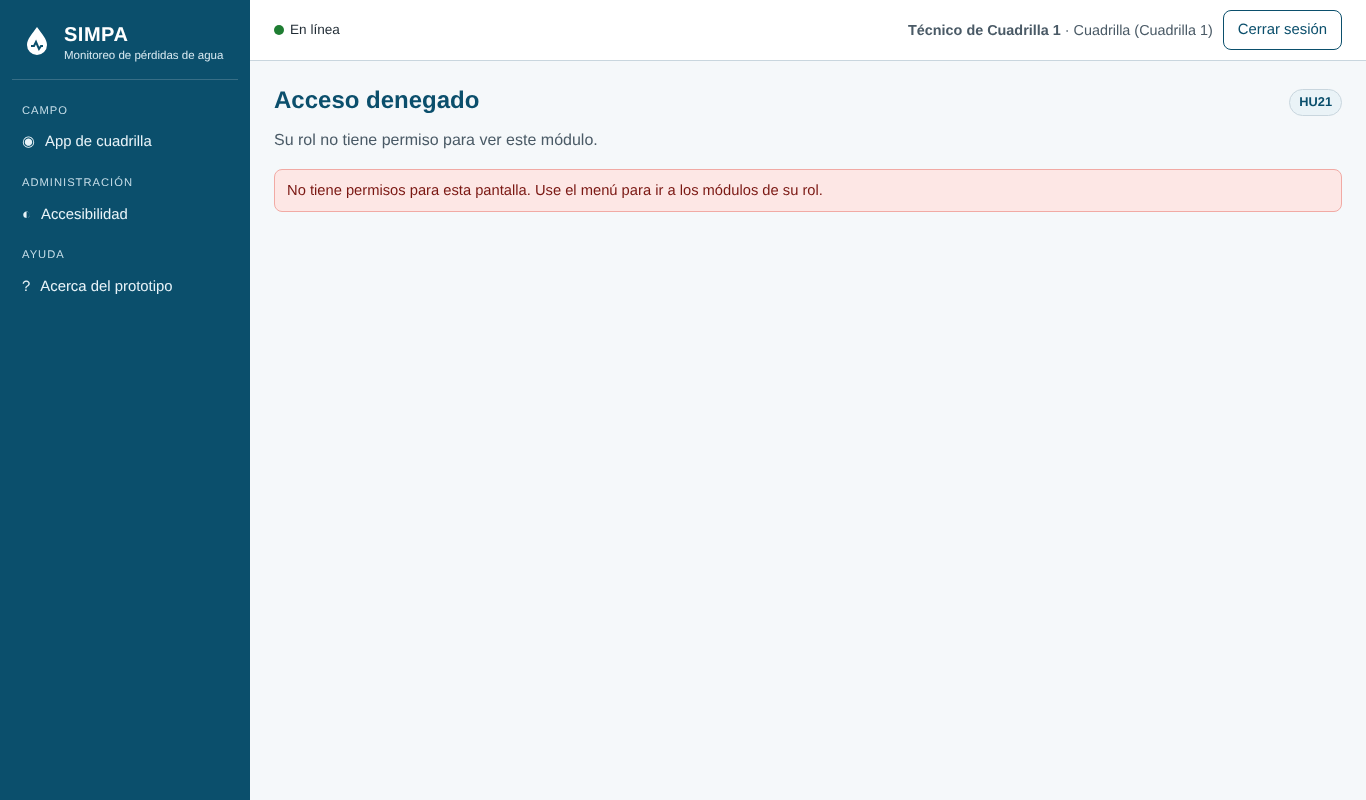 SIMPA
Monitoreo de pérdidas de agua
CAMPO
App de cuadrilla
ADMINISTRACIÓN
Accesibilidad
AYUDA
? Acerca del prototipo
En línea
Técnico de Cuadrilla 1 · Cuadrilla (Cuadrilla 1)
Cerrar sesión
Acceso denegado
HU21
Su rol no tiene permiso para ver este módulo.
No tiene permisos para esta pantalla. Use el menú para ir a los módulos de su rol.